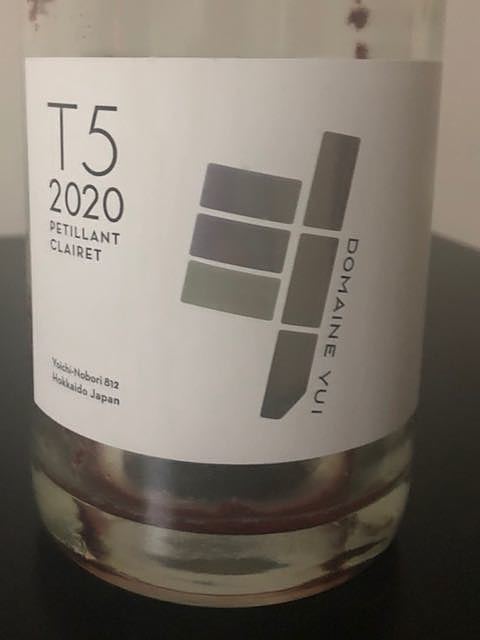 T5
2020
PETILLANT
CLAIRET
DOMAINE YUI
Yoichi-Nobori 812
Hokkaido Japan